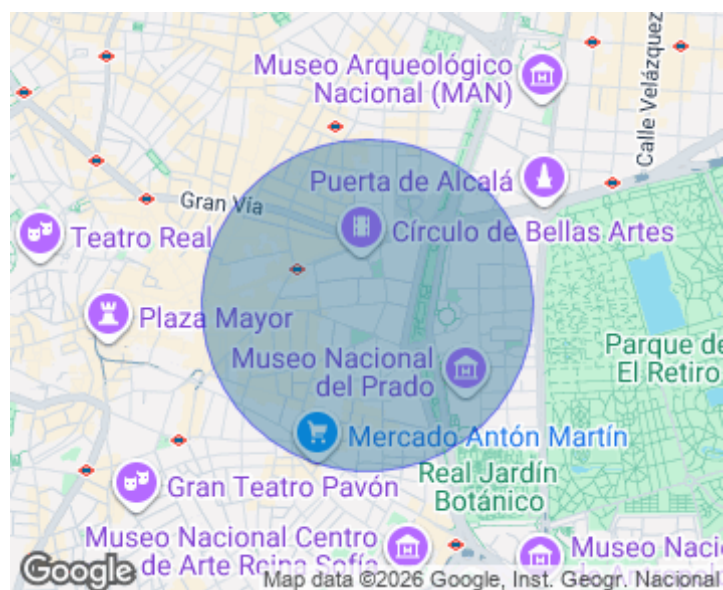 Museo Arqueológico
Nacional (MAN)
Calle Velázquez
Puerta de Alcalá
Gran Vía
Círculo de Bellas Artes
Teatro Real
Plaza Mayor
Museo Nacional
del Prado
Parque de
El Retiro
Mercado Antón Martín
Real Jardín
Botánico
Gran Teatro Pavón
Museo Nacional Centro
de Arte Reina Sofía
Museo Naci
Google
Map data ©2026 Google, Inst. Geogr. Nacional